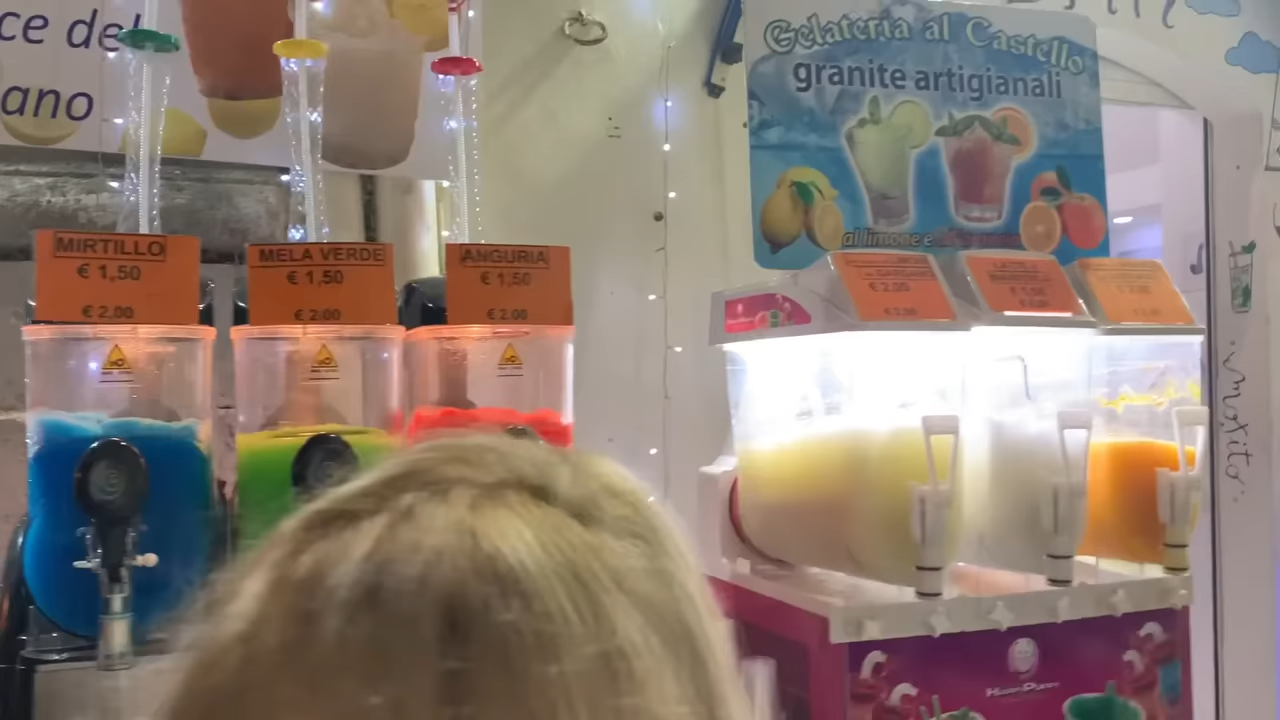 ce del
ano
MIRTILLO
€ 1,50
€ 2,00
MELA VERDE
€ 1,50
€ 2,00
ANGURIA
€ 1,50
€ 2,00
Gelateria al Castello
granite artigianali
al limone e
€ 2,00
mojito